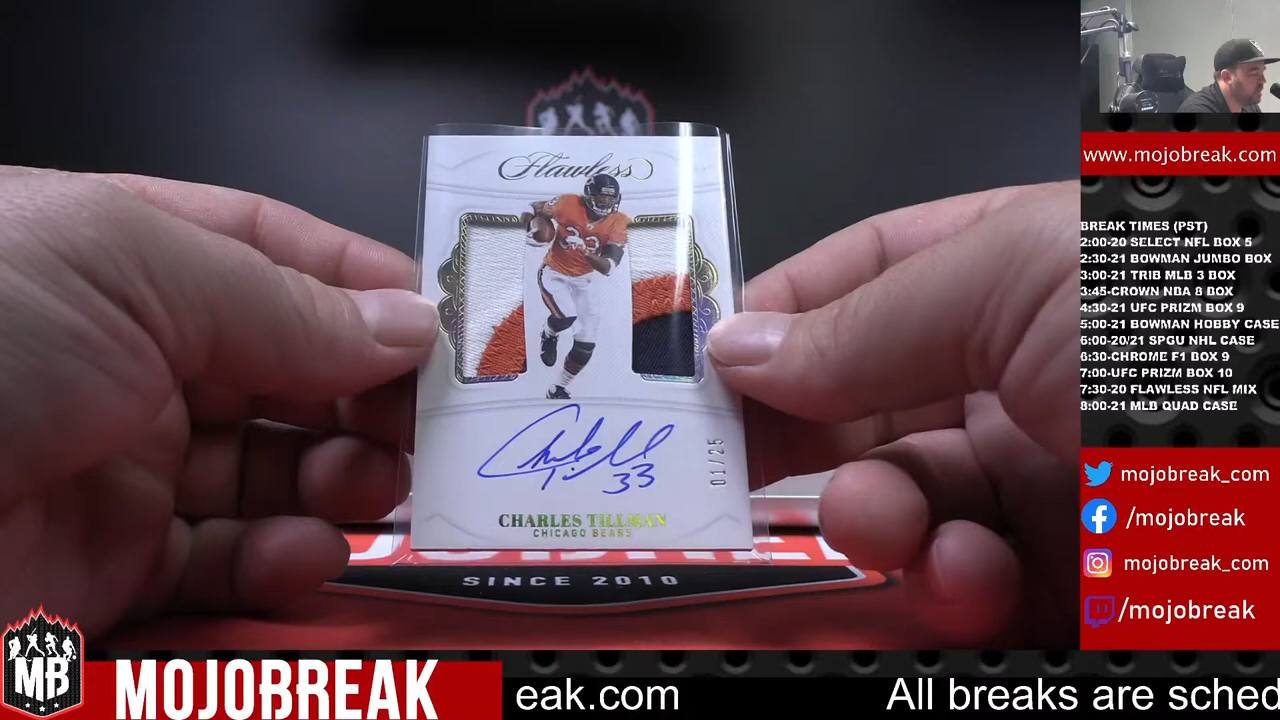 Flawless
33
Charles Tillman 33
01/25
CHARLES TILLMAN
CHICAGO BEARS
SINCE 2010
www.mojobreak.com
BREAK TIMES (PST)
2:00-20 SELECT NFL BOX 5
2:30-21 BOWMAN JUMBO BOX
3:00-21 TRIB MLB 3 BOX
3:45-CROWN NBA 8 BOX
4:30-21 UFC PRIZM BOX 9
5:00-21 BOWMAN HOBBY CASE
6:00-20/21 SPGU NHL CASE
6:30-CHROME F1 BOX 9
7:00-UFC PRIZM BOX 10
7:30-20 FLAWLESS NFL MIX
8:00-21 MLB QUAD CASE
mojobreak_com
/mojobreak
mojobreak_com
/mojobreak
MB
MOJOBREAK
eak.com
All breaks are sched